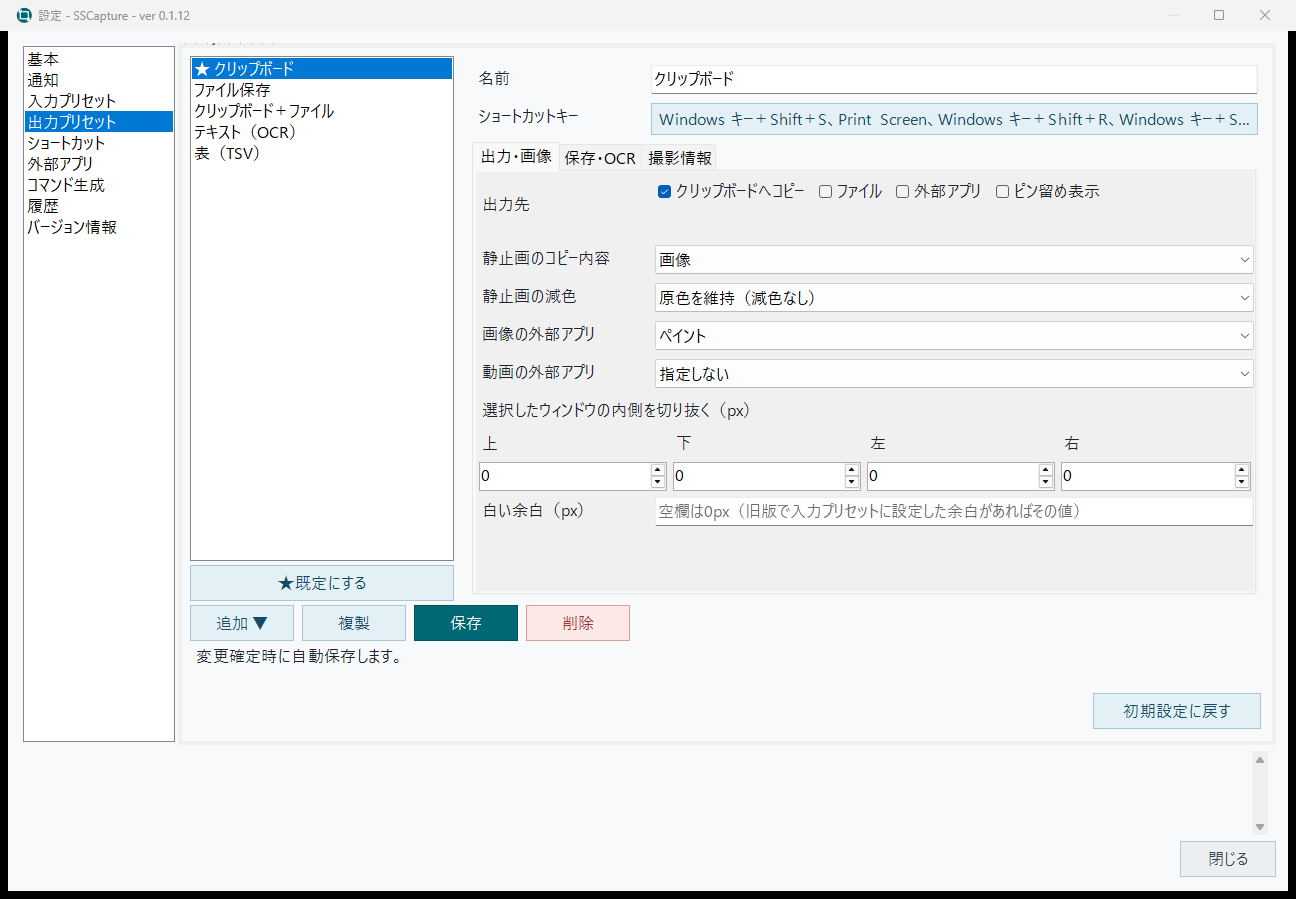 設定 - SSCapture - ver 0.1.12
基本
通知
入力プリセット
出力プリセット
ショートカット
外部アプリ
コマンド生成
履歴
バージョン情報
★ クリップボード
ファイル保存
クリップボード＋ファイル
テキスト（OCR）
表（TSV）
★既定にする
追加 ▼
複製
保存
削除
変更確定時に自動保存します。
名前
クリップボード
ショートカットキー
Windows キー＋Shift＋S、Print Screen、Windows キー＋Shift＋R、Windows キー＋S...
出力・画像
保存・OCR
撮影情報
出力先
クリップボードへコピー
ファイル
外部アプリ
ピン留め表示
静止画のコピー内容
画像
静止画の減色
原色を維持（減色なし）
画像の外部アプリ
ペイント
動画の外部アプリ
指定しない
選択したウィンドウの内側を切り抜く（px）
上
下
左
右
0
0
0
0
白い余白（px）
空欄は0px（旧版で入力プリセットに設定した余白があればその値）
初期設定に戻す
閉じる